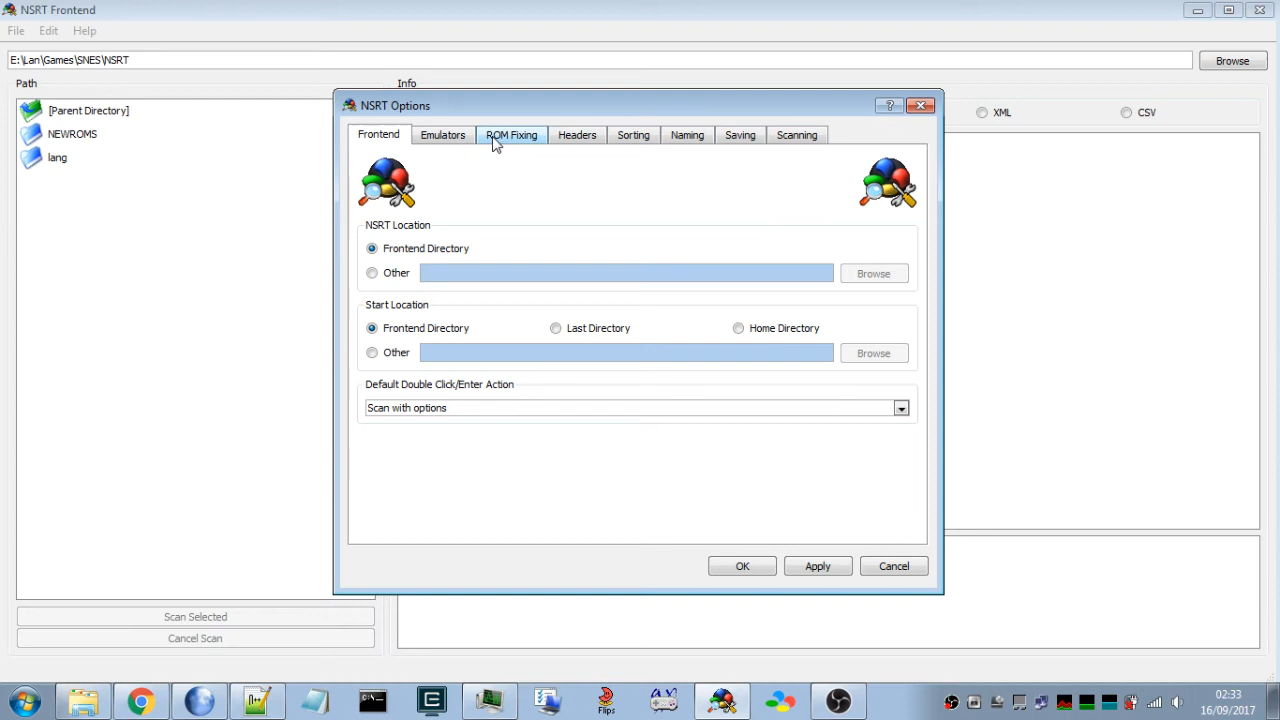 NSRT Frontend
File Edit Help
E:\Lan\Games\SNES\NSRT
Browse
Path
Info
[Parent Directory]
NEWROMS
lang
XML
CSV
NSRT Options
?
Frontend Emulators ROM Fixing Headers Sorting Naming Saving Scanning
NSRT Location
Frontend Directory
Other
Browse
Start Location
Frontend Directory Last Directory Home Directory
Other
Browse
Default Double Click/Enter Action
Scan with options
OK Apply Cancel
Scan Selected
Cancel Scan
N++
C:\
Flips
02:33
16/09/2017